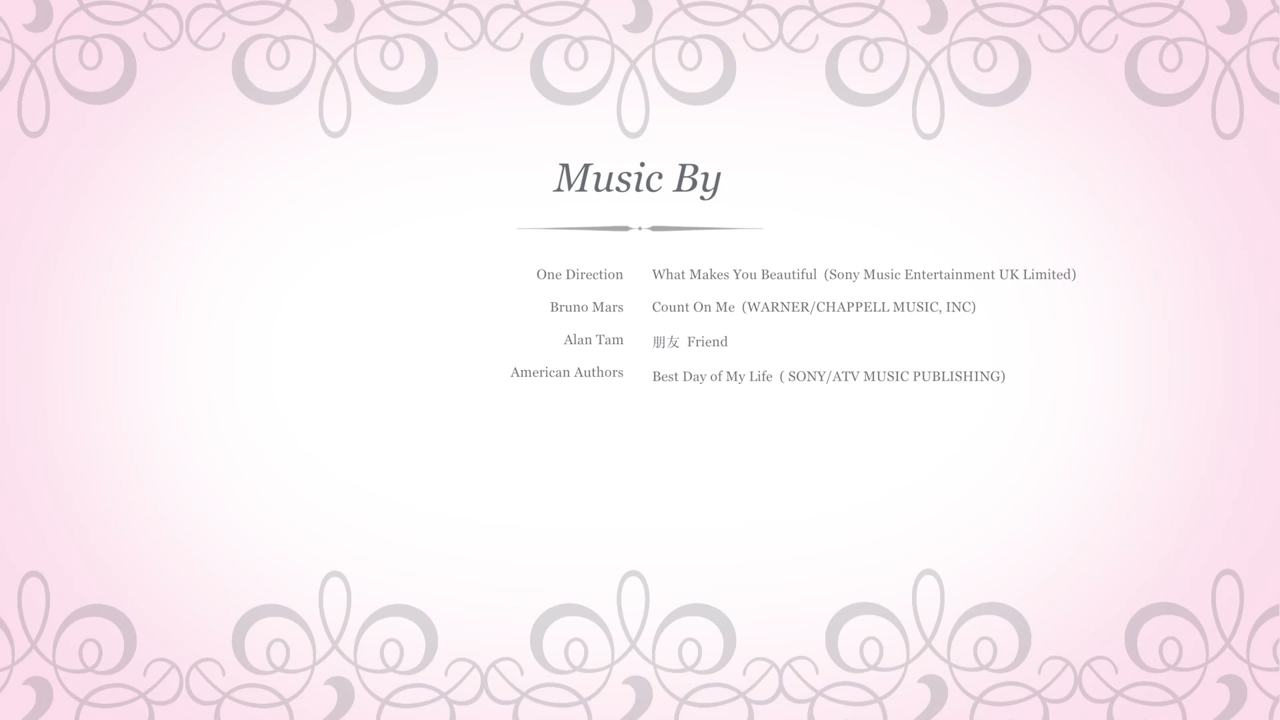 Music By
One Direction What Makes You Beautiful (Sony Music Entertainment UK Limited)
Bruno Mars Count On Me (WARNER/CHAPPELL MUSIC, INC)
Alan Tam 朋友 Friend
American Authors Best Day of My Life ( SONY/ATV MUSIC PUBLISHING)